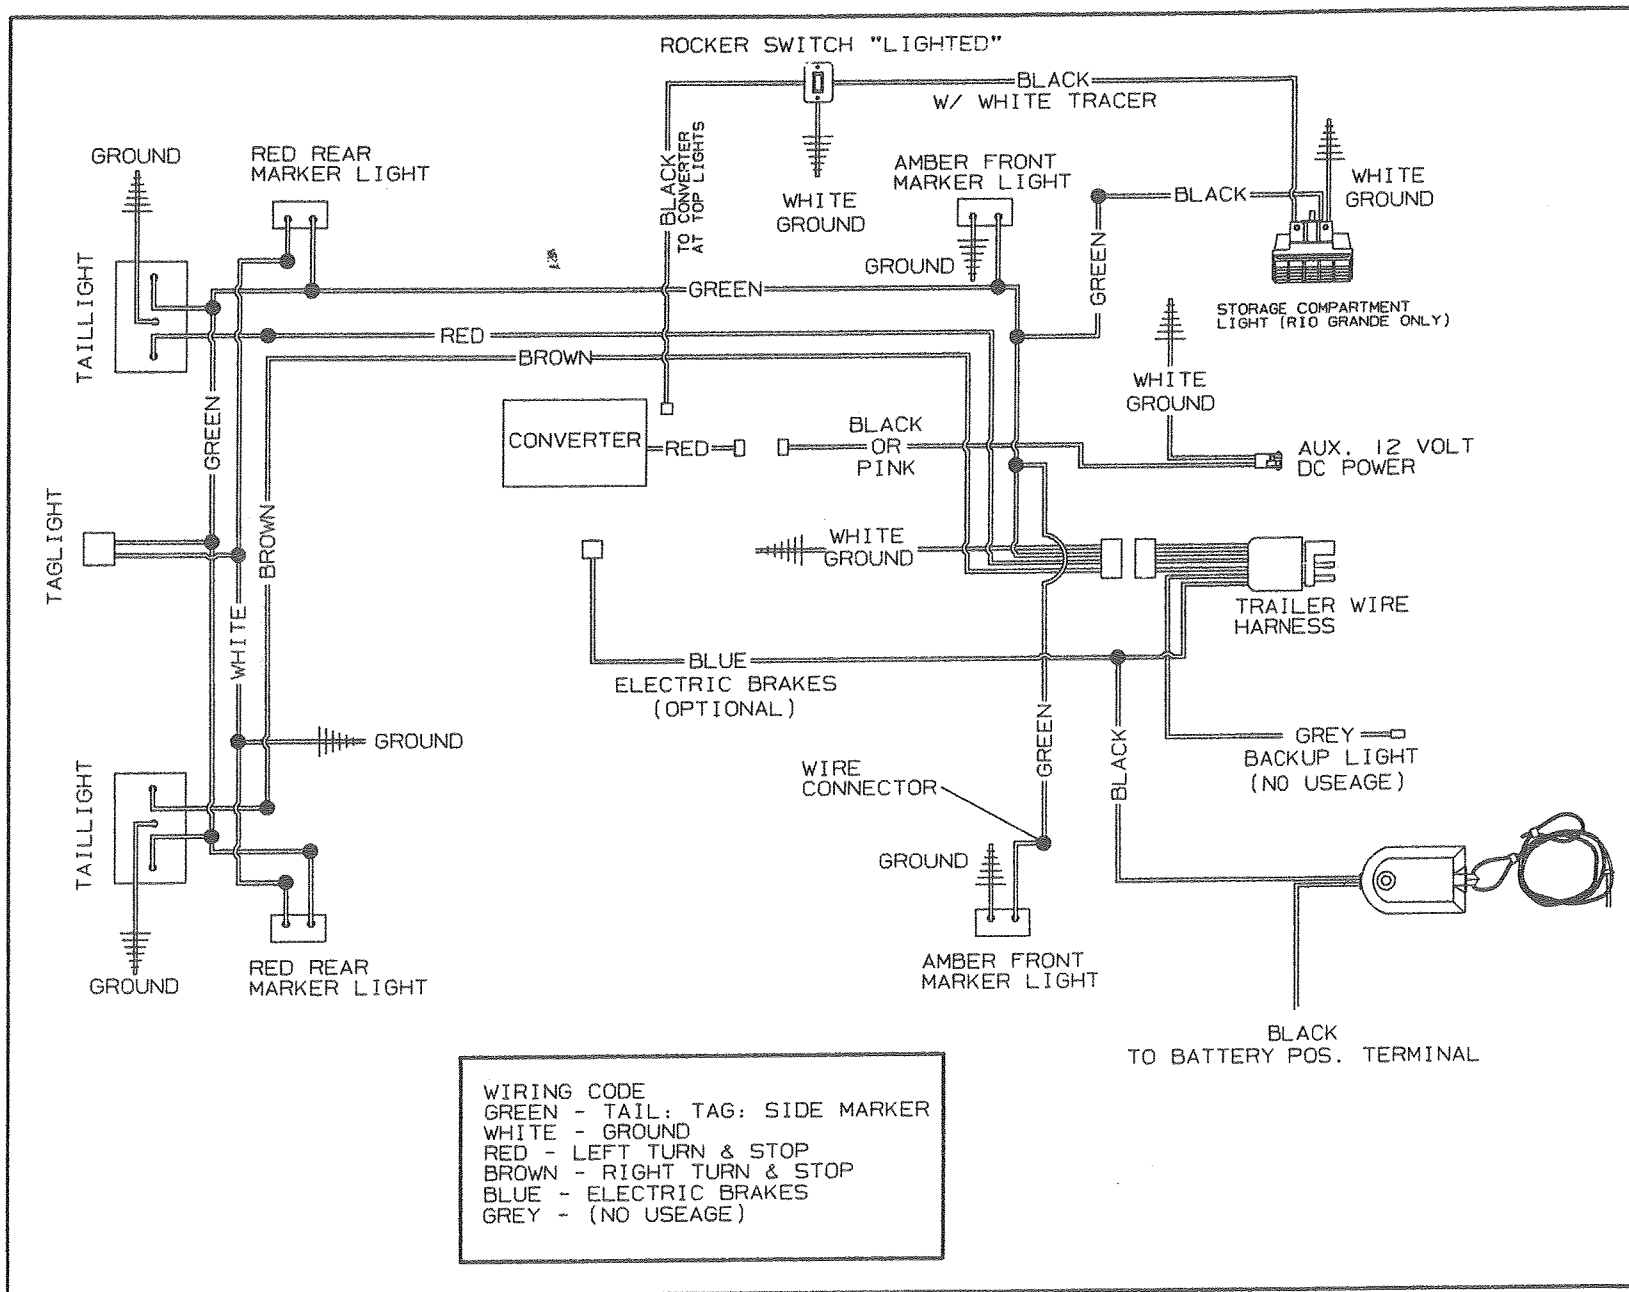 ROCKER SWITCH "LIGHTED"
BLACK
W/ WHITE TRACER
GROUND
RED REAR
MARKER LIGHT
BLACK
TO CONVERTER
AT TOP LIGHTS
WHITE
GROUND
AMBER FRONT
MARKER LIGHT
GROUND
BLACK
WHITE
GROUND
GREEN
STORAGE COMPARTMENT
LIGHT (RIO GRANDE ONLY)
TAILLIGHT
GREEN
RED
BROWN
WHITE
GROUND
GREEN
CONVERTER
RED
BLACK
OR
PINK
AUX. 12 VOLT
DC POWER
TAGLIGHT
BROWN
WHITE
GROUND
TRAILER WIRE
HARNESS
WHITE
BLUE
ELECTRIC BRAKES
(OPTIONAL)
GROUND
GREEN
BLACK
GREY
BACKUP LIGHT
(NO USEAGE)
WIRE
CONNECTOR
TAILLIGHT
GROUND
GROUND
RED REAR
MARKER LIGHT
AMBER FRONT
MARKER LIGHT
BLACK
TO BATTERY POS. TERMINAL
WIRING CODE
GREEN - TAIL: TAG: SIDE MARKER
WHITE - GROUND
RED - LEFT TURN & STOP
BROWN - RIGHT TURN & STOP
BLUE - ELECTRIC BRAKES
GREY - (NO USEAGE)